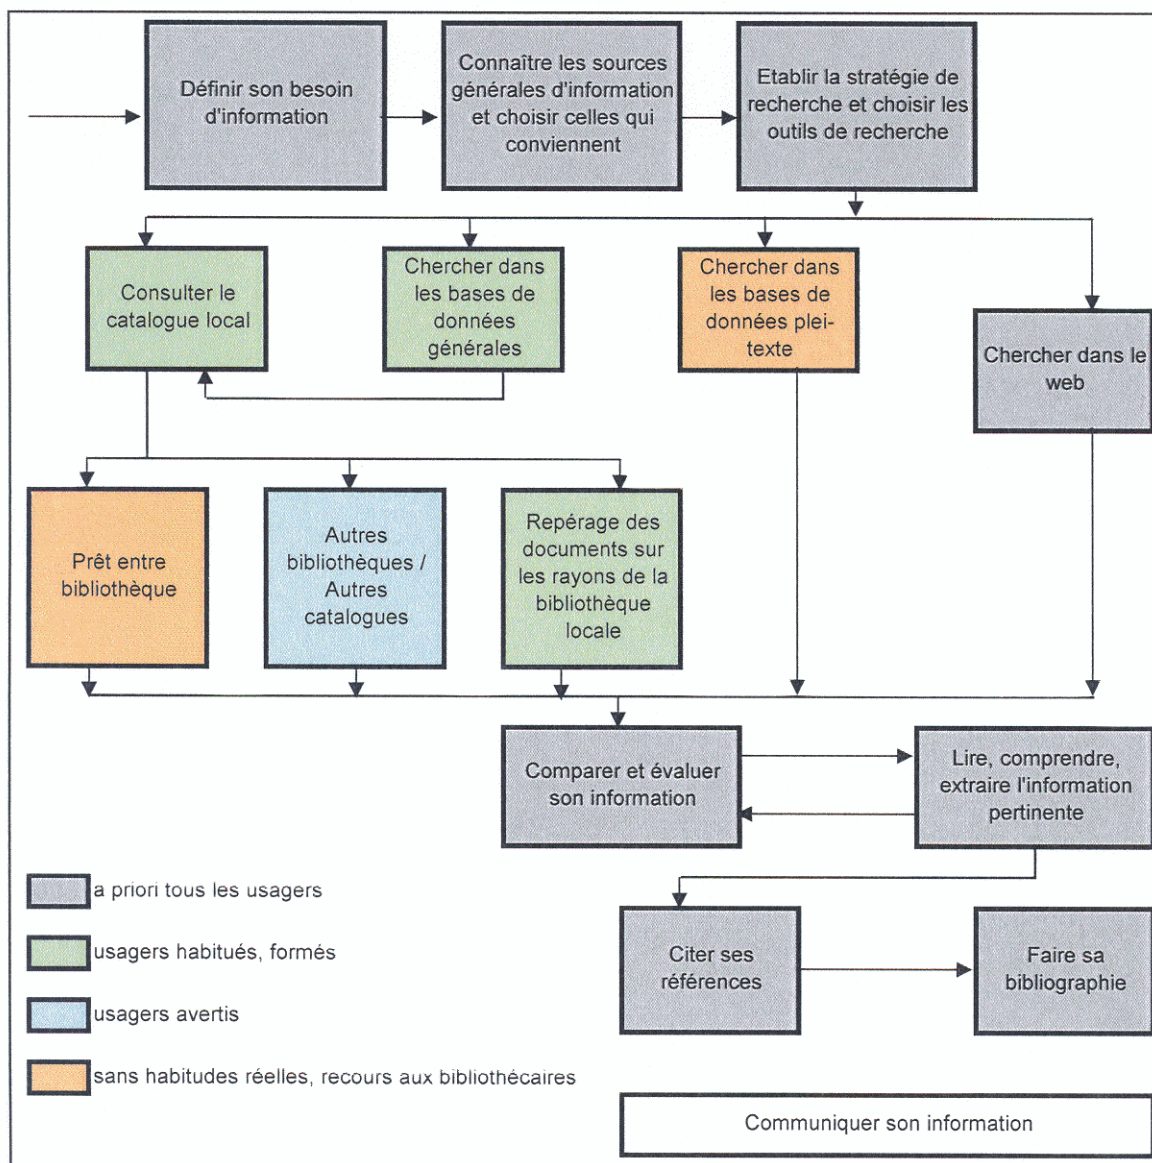 Définir son besoin
d'information
Connaître les sources
générales d'information
et choisir celles qui
conviennent
Etablir la stratégie de
recherche et choisir les
outils de recherche
Consulter le
catalogue local
Chercher dans
les bases de
données
générales
Chercher dans
les bases de
données plei-
texte
Chercher dans le
web
Prêt entre
bibliothèque
Autres
bibliothèques /
Autres
catalogues
Repérage des
documents sur
les rayons de la
bibliothèque
locale
Comparer et évaluer
son information
Lire, comprendre,
extraire l'information
pertinente
a priori tous les usagers
usagers habitués, formés
usagers avertis
sans habitudes réelles, recours aux bibliothécaires
Citer ses
références
Faire sa
bibliographie
Communiquer son information